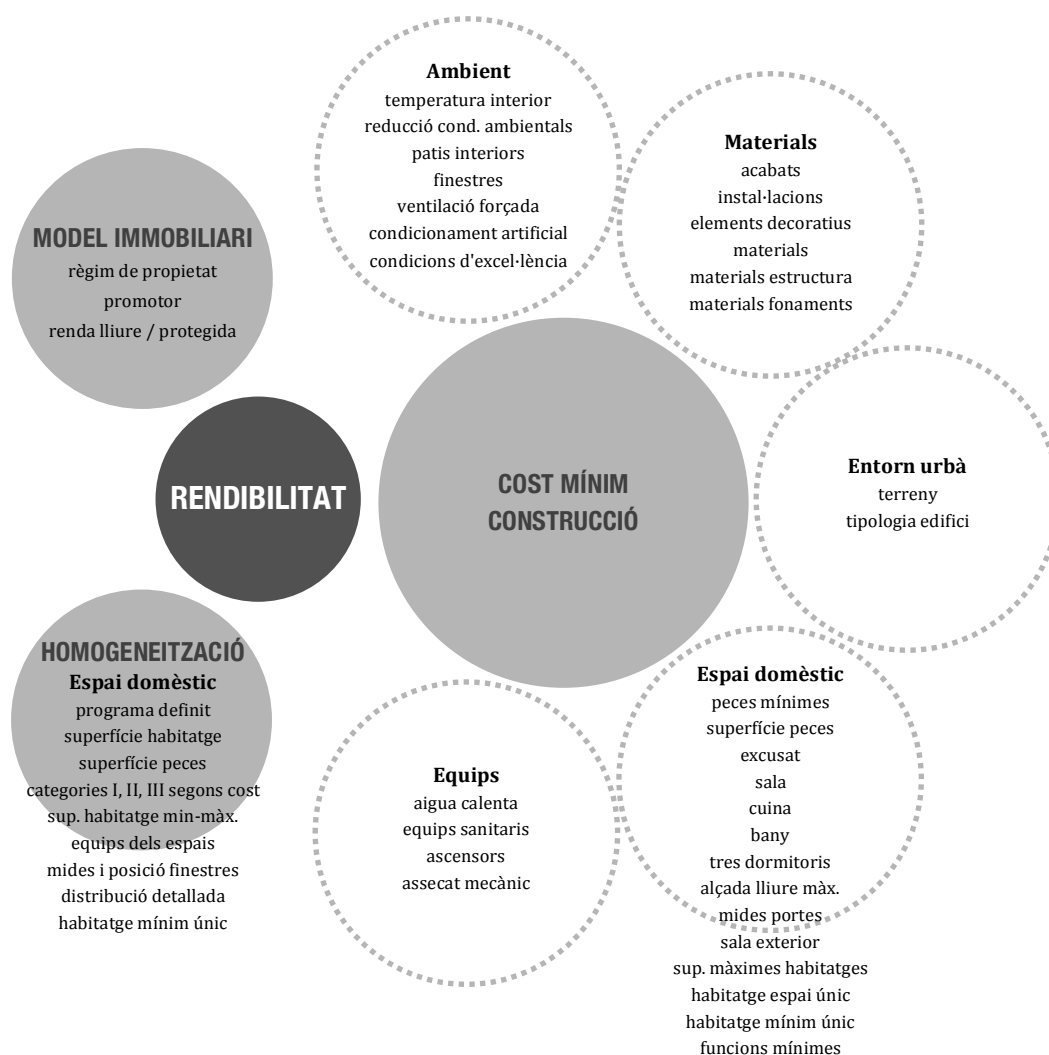 Ambient
temperatura interior
reducció cond. ambientals
patis interiors
finestres
ventilació forçada
condicionament artificial
condicions d'excel·lència
Materials
acabats
instal·lacions
elements decoratius
materials
materials estructura
materials fonaments
MODEL IMMOBILIARI
règim de propietat
promotor
renda lliure / protegida
RENDIBILITAT
COST MÍNIM
CONSTRUCCIÓ
Entorn urbà
terreny
tipologia edifici
HOMOGENEITZACIÓ
Espai domèstic
programa definit
superfície habitatge
superfície peces
categories I, II, III segons cost
sup. habitatge min-màx.
equips dels espais
mides i posició finestres
distribució detallada
habitatge mínim únic
Equips
aigua calenta
equips sanitaris
ascensors
assecat mecànic
Espai domèstic
peces mínimes
superfície peces
excusat
sala
cuina
bany
tres dormitoris
alçada lliure màx.
mides portes
sala exterior
sup. màximes habitatges
habitatge espai únic
habitatge mínim únic
funcions mínimes